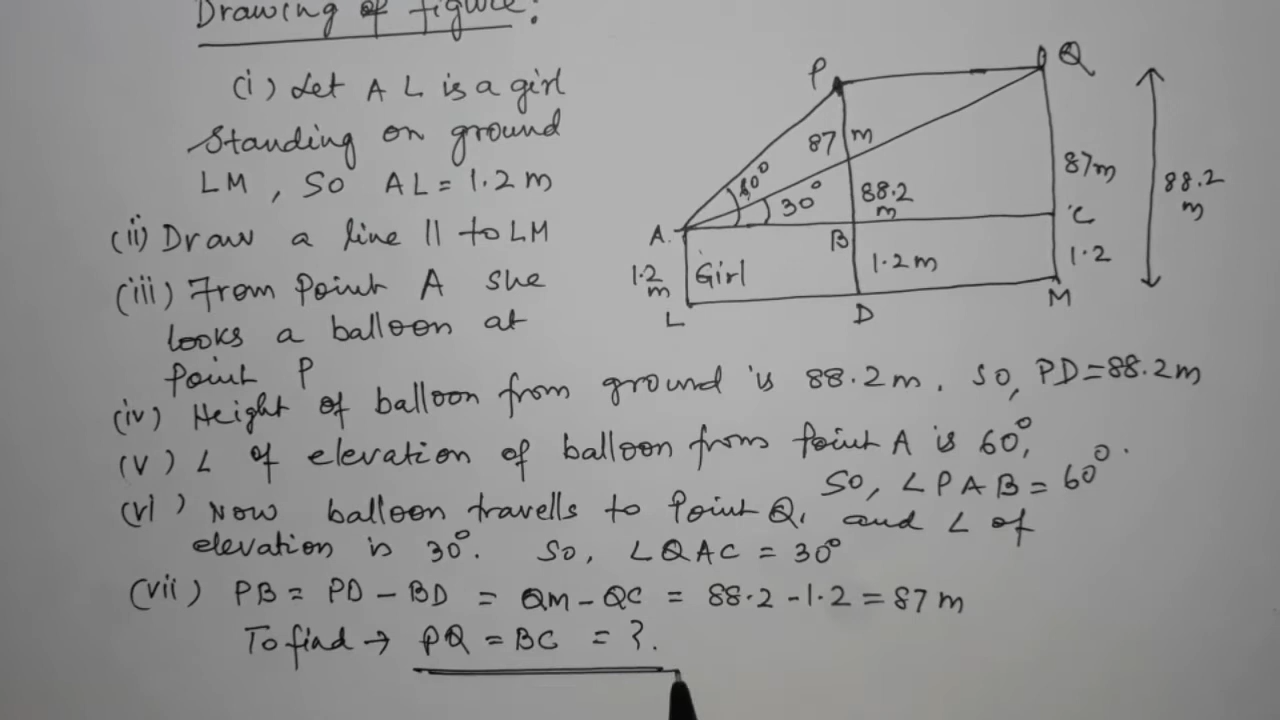 Drawing of figure:
(i) Let AL is a girl
Standing on ground
LM, So AL = 1.2 m
(ii) Draw a line || to LM
(iii) From Point A she
looks a balloon at
point P
(iv) Height of balloon from ground is 88.2 m. So, PD = 88.2 m
(v) ∠ of elevation of balloon from point A is 60°,
So, ∠PAB = 60°.
(vi) Now balloon travells to Point Q, and ∠ of
elevation is 30°. So, ∠QAC = 30°
(vii) PB = PD - BD = QM - QC = 88.2 - 1.2 = 87 m
To find → PQ = BC = ?.
P
Q
87 m
60°
30°
88.2
m
87m
88.2
m
A
B
C
1.2
m
Girl
1.2 m
1.2
L
D
M